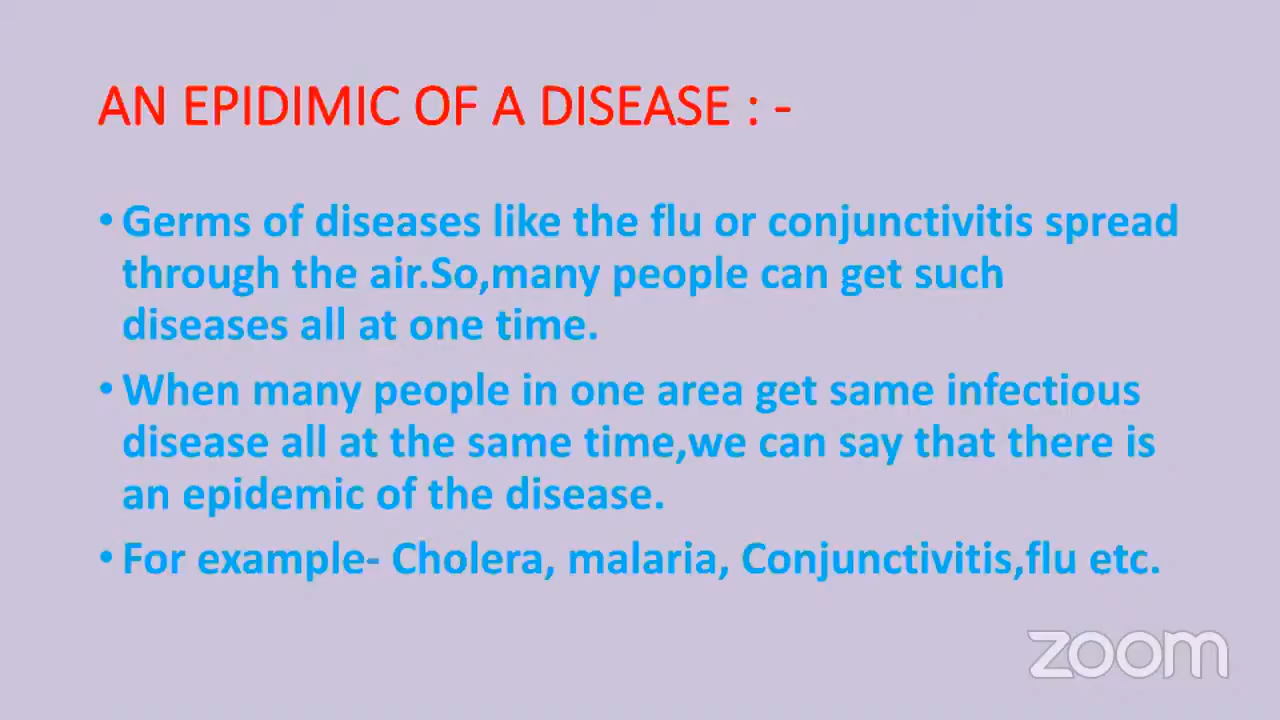 AN EPIDIMIC OF A DISEASE : -
• Germs of diseases like the flu or conjunctivitis spread
through the air.So,many people can get such
diseases all at one time.
• When many people in one area get same infectious
disease all at the same time,we can say that there is
an epidemic of the disease.
• For example- Cholera, malaria, Conjunctivitis,flu etc.
zoom